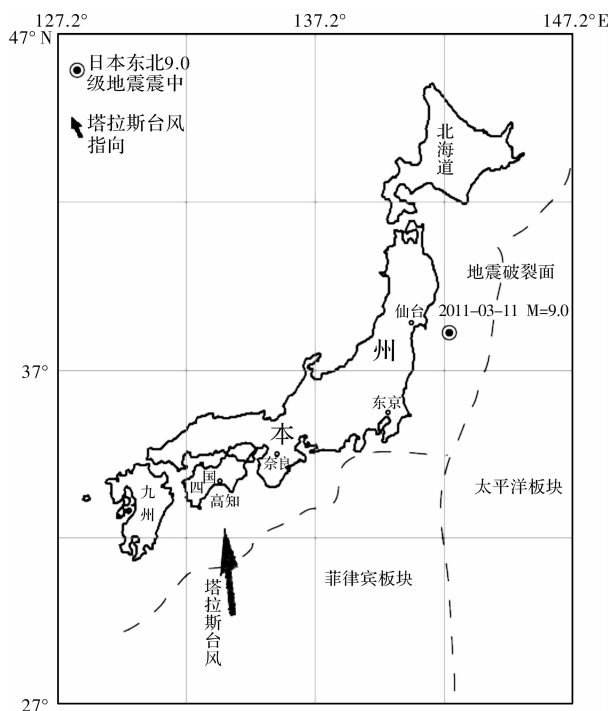 127.2°
137.2°
147.2°E
47° N
日本东北9.0
级地震震中
塔拉斯台风
指向
北海道
地震破裂面
仙台
2011-03-11 M=9.0
州
37°
东京
本
奈良
四国
高知
九州
太平洋板块
菲律宾板块
塔拉斯台风
27°